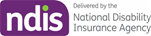 ndis
Delivered by the
National Disability
Insurance Agency